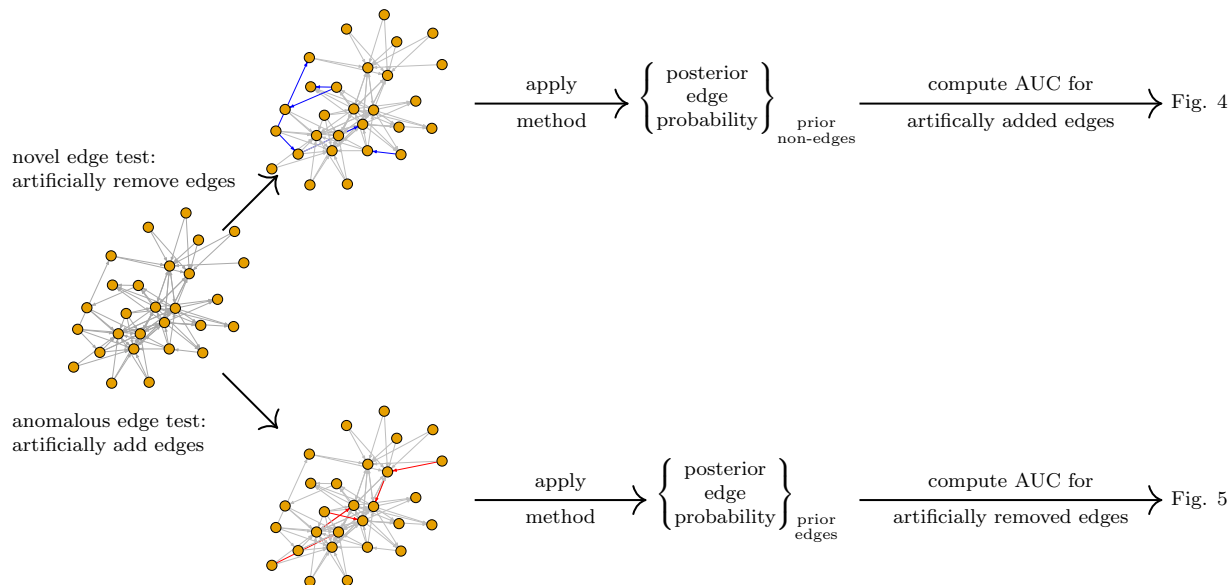 novel edge test:
artificially remove edges
apply
method
posterior
edge
probability
prior
non-edges
compute AUC for
artifically added edges
Fig. 4
anomalous edge test:
artificially add edges
apply
method
posterior
edge
probability
prior
edges
compute AUC for
artificially removed edges
Fig. 5